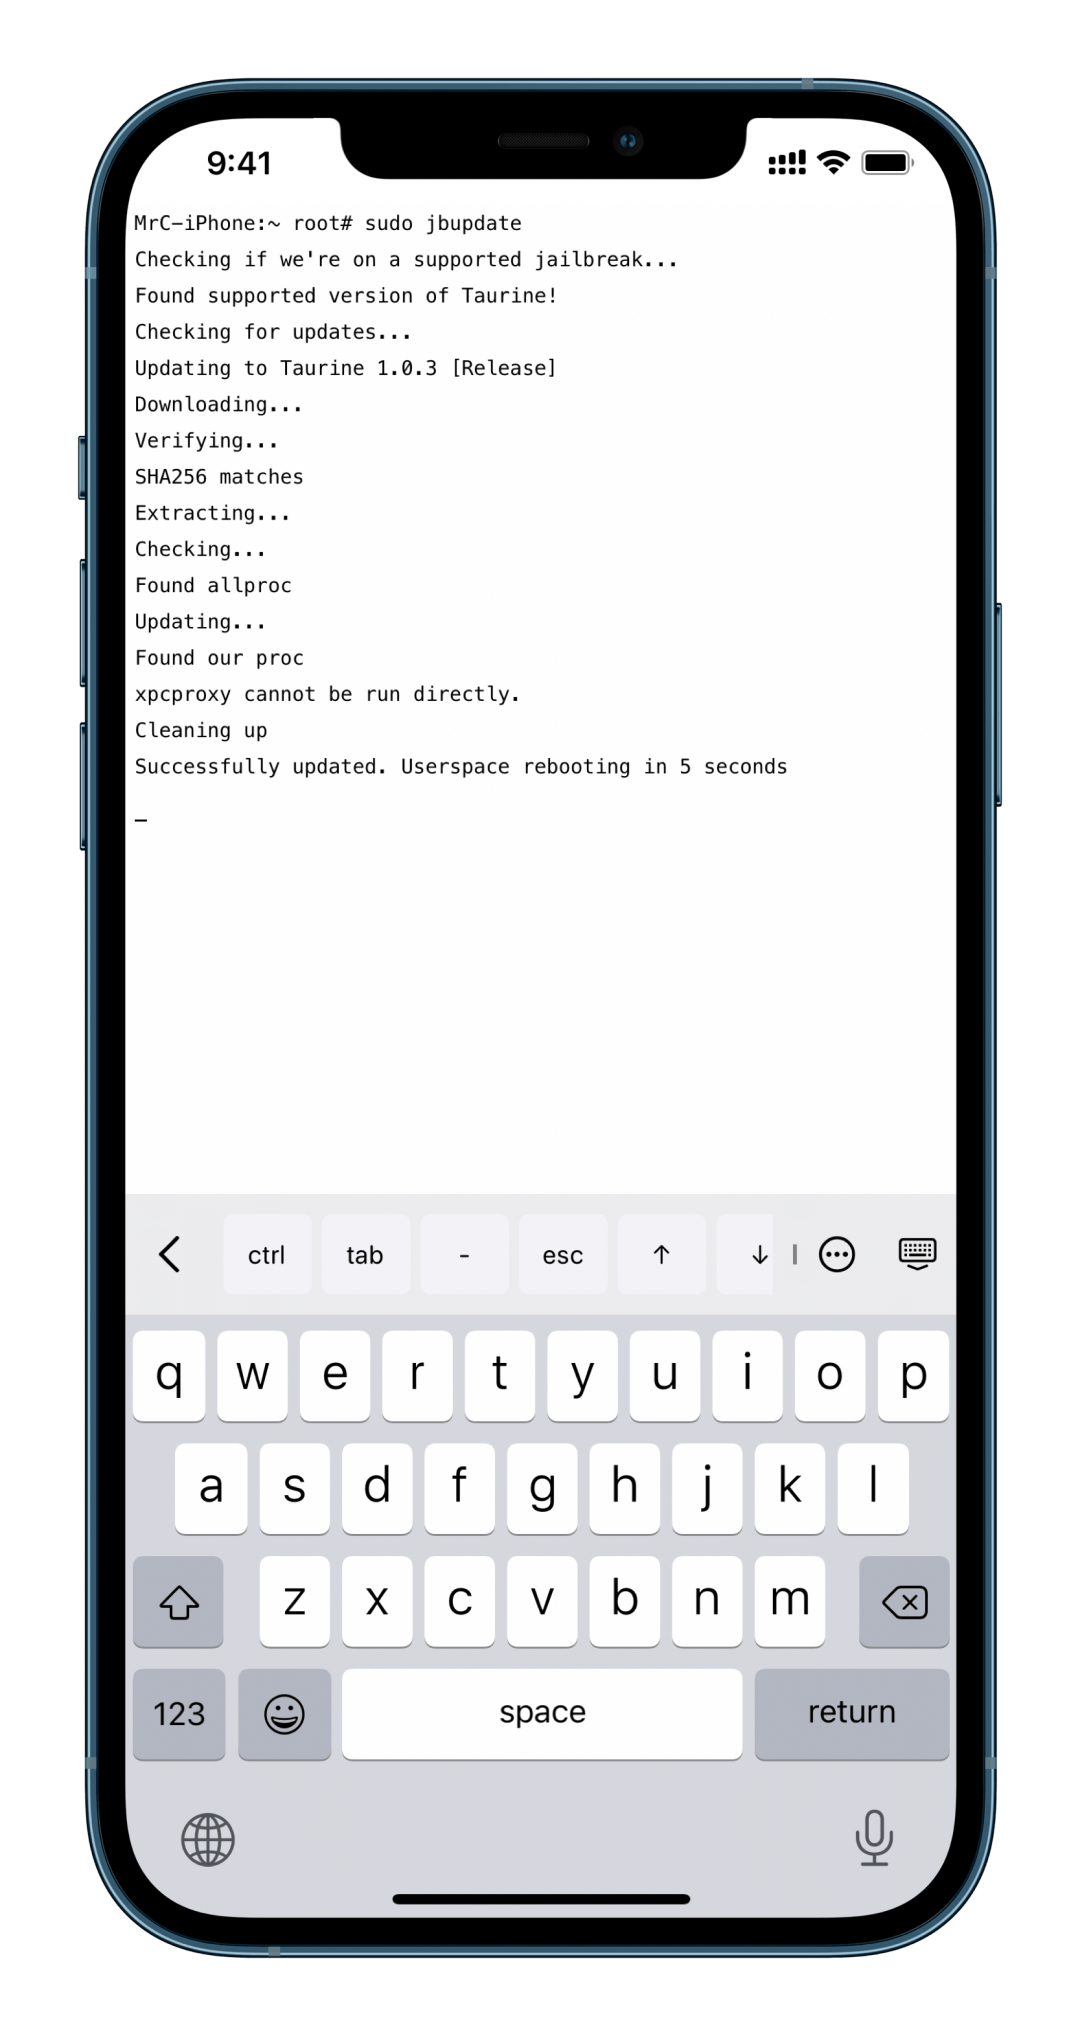 9:41
MrC-iPhone:~ root# sudo jbupdate
Checking if we're on a supported jailbreak...
Found supported version of Taurine!
Checking for updates...
Updating to Taurine 1.0.3 [Release]
Downloading...
Verifying...
SHA256 matches
Extracting...
Checking...
Found allproc
Updating...
Found our proc
xpcproxy cannot be run directly.
Cleaning up
Successfully updated. Userspace rebooting in 5 seconds
_
ctrl tab - esc ↑ ↓
q w e r t y u i o p
a s d f g h j k l
z x c v b n m
123 space return